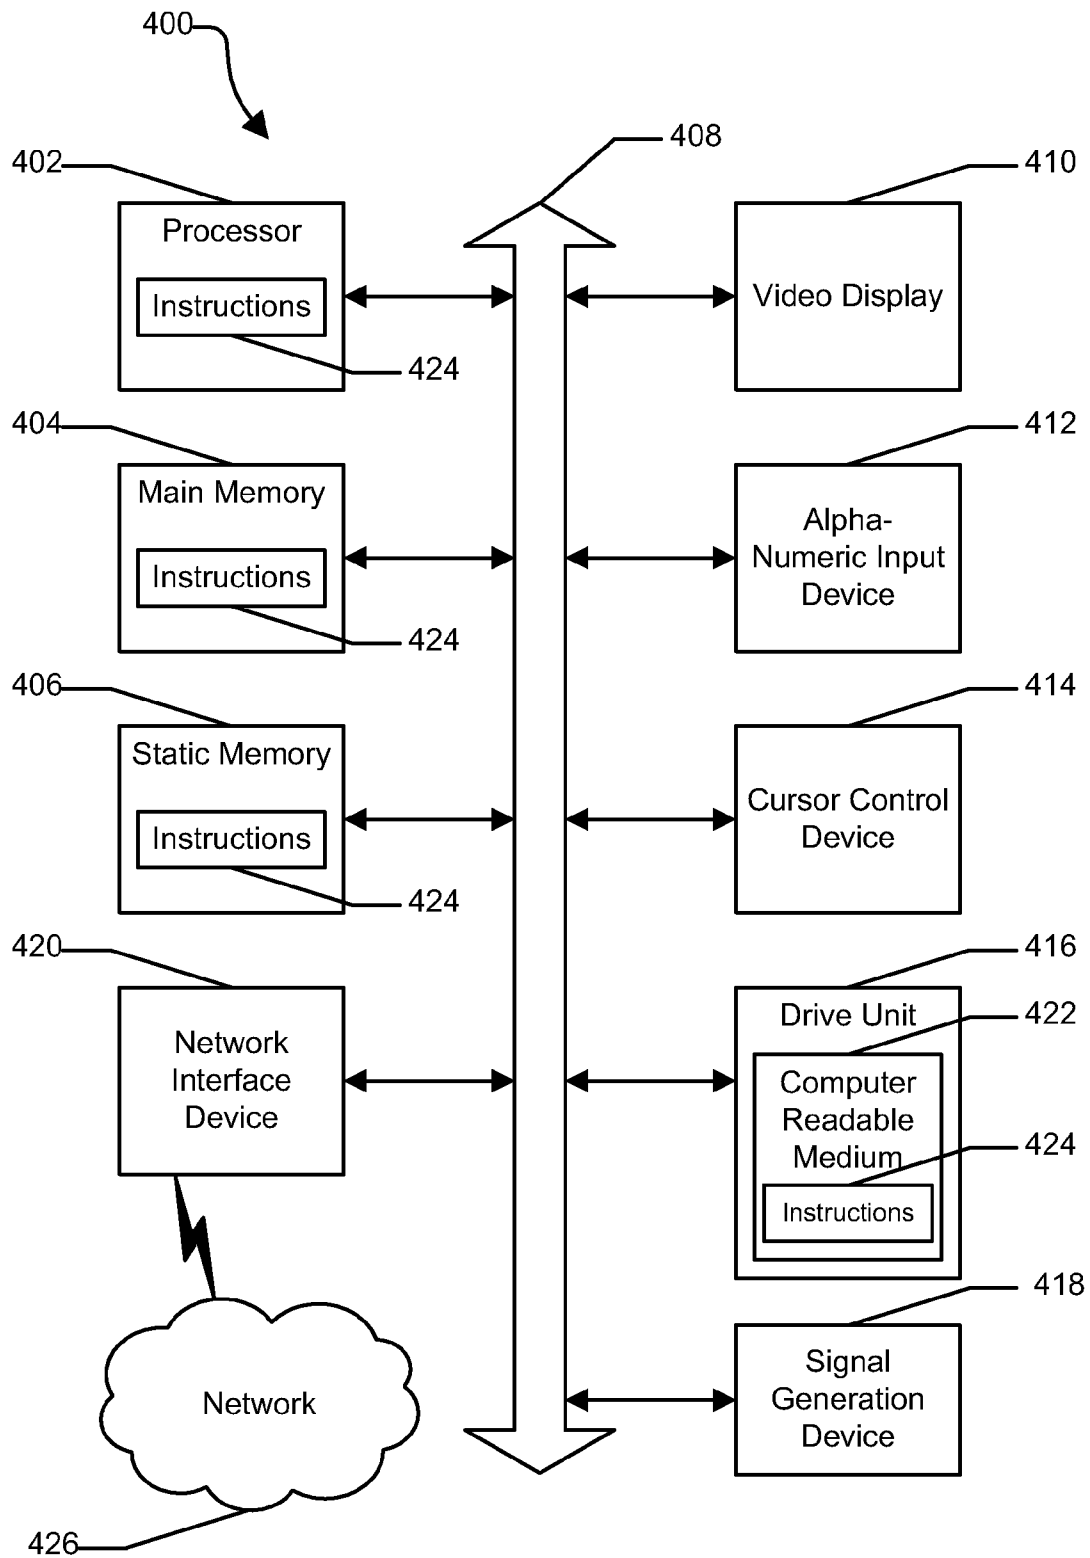 400
408
402
Processor
Instructions
424
404
Main Memory
Instructions
424
406
Static Memory
Instructions
424
420
Network
Interface
Device
Network
426
410
Video Display
412
Alpha-
Numeric Input
Device
414
Cursor Control
Device
416
Drive Unit
422
Computer
Readable
Medium
424
Instructions
418
Signal
Generation
Device